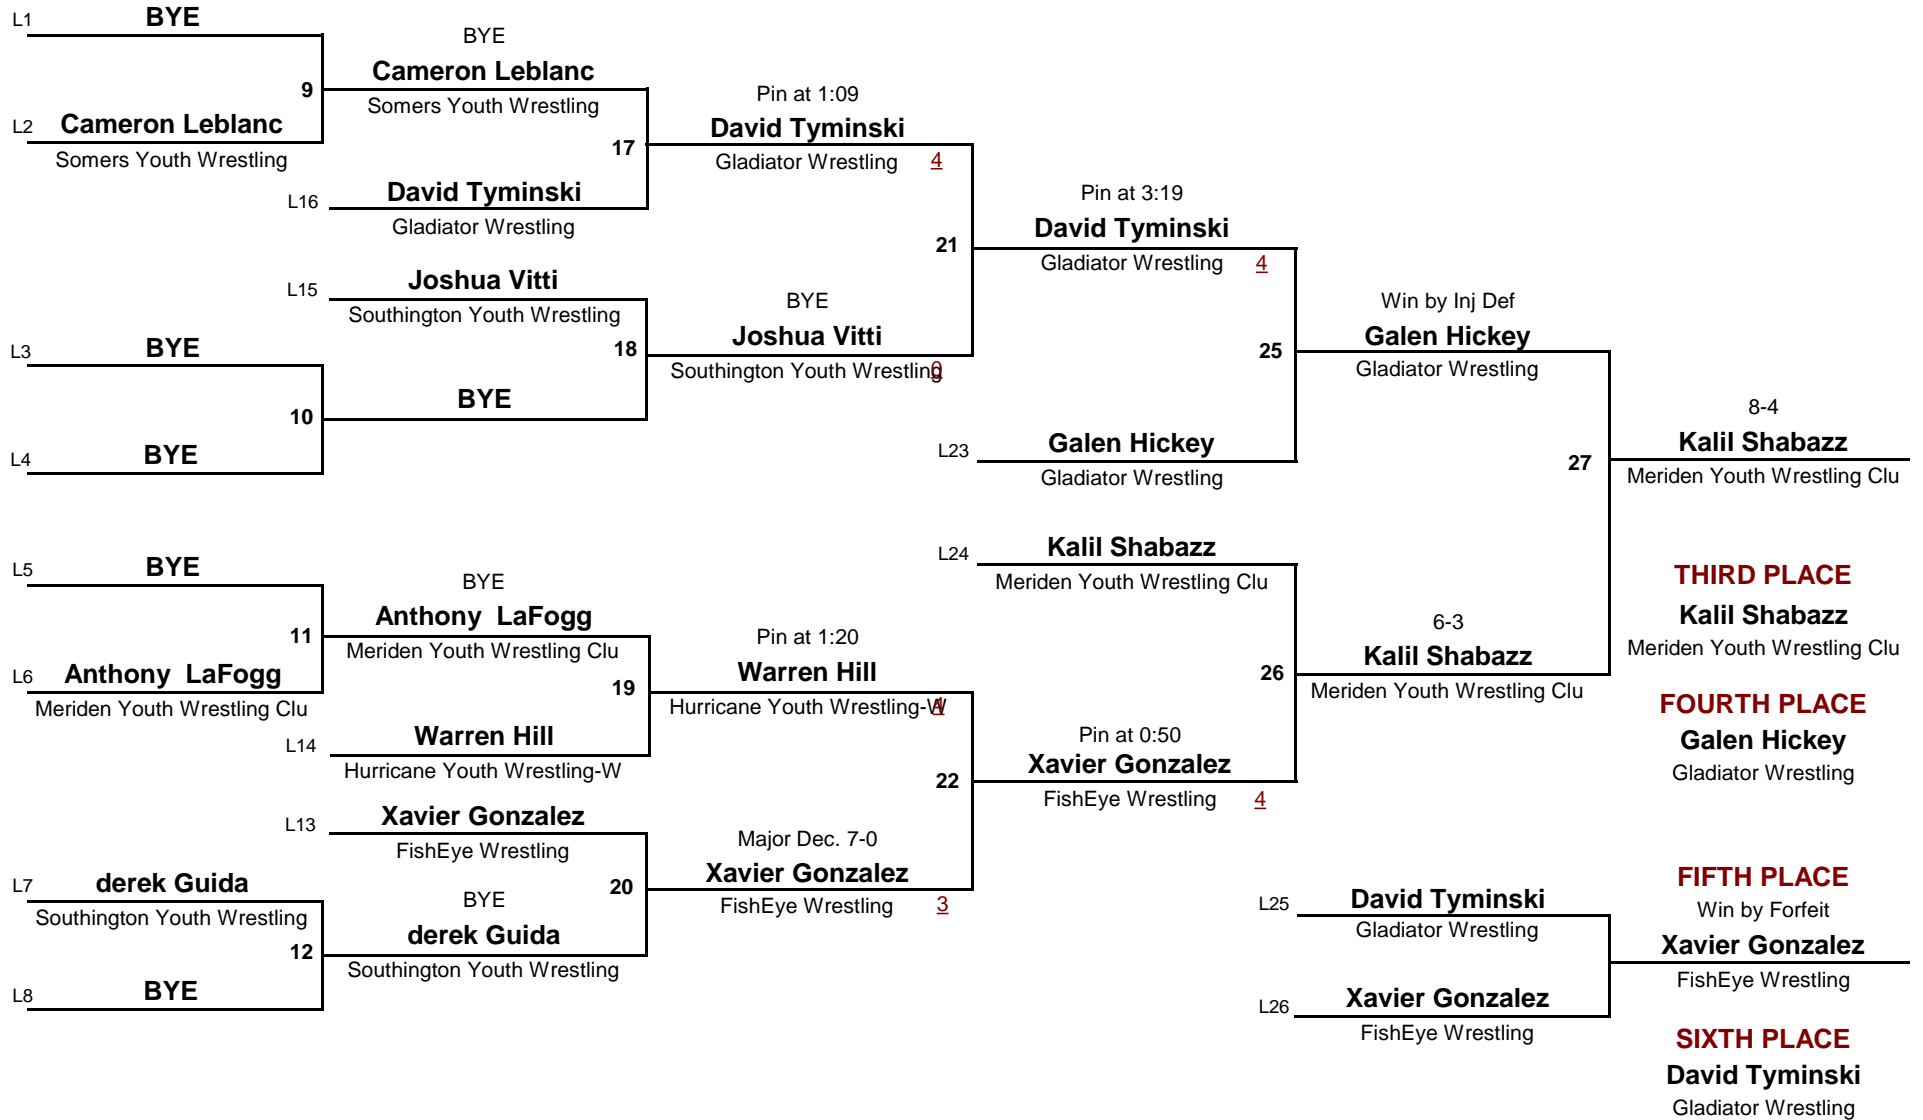 L1 BYE
BYE
Cameron Leblanc
9
Somers Youth Wrestling
L2 Cameron Leblanc
Somers Youth Wrestling
Pin at 1:09
David Tyminski
17
Gladiator Wrestling 4
L16 David Tyminski
Gladiator Wrestling
Pin at 3:19
David Tyminski
21
Gladiator Wrestling 4
L15 Joshua Vitti
Southington Youth Wrestling
BYE
Joshua Vitti
18
Southington Youth Wrestling 0
L3 BYE
10
BYE
L4 BYE
Win by Inj Def
Galen Hickey
25
Gladiator Wrestling
L23 Galen Hickey
Gladiator Wrestling
8-4
Kalil Shabazz
27
Meriden Youth Wrestling Clu
L24 Kalil Shabazz
Meriden Youth Wrestling Clu
L5 BYE
BYE
Anthony LaFogg
11
Meriden Youth Wrestling Clu
L6 Anthony LaFogg
Meriden Youth Wrestling Clu
Pin at 1:20
Warren Hill
19
Hurricane Youth Wrestling-W 4
L14 Warren Hill
Hurricane Youth Wrestling-W
6-3
Kalil Shabazz
26
Meriden Youth Wrestling Clu
THIRD PLACE
Kalil Shabazz
Meriden Youth Wrestling Clu
FOURTH PLACE
Galen Hickey
Gladiator Wrestling
Pin at 0:50
Xavier Gonzalez
22
FishEye Wrestling 4
L13 Xavier Gonzalez
FishEye Wrestling
Major Dec. 7-0
Xavier Gonzalez
20
FishEye Wrestling 3
L7 derek Guida
Southington Youth Wrestling
BYE
derek Guida
12
Southington Youth Wrestling
L8 BYE
L25 David Tyminski
Gladiator Wrestling
FIFTH PLACE
Win by Forfeit
Xavier Gonzalez
FishEye Wrestling
L26 Xavier Gonzalez
FishEye Wrestling
SIXTH PLACE
David Tyminski
Gladiator Wrestling